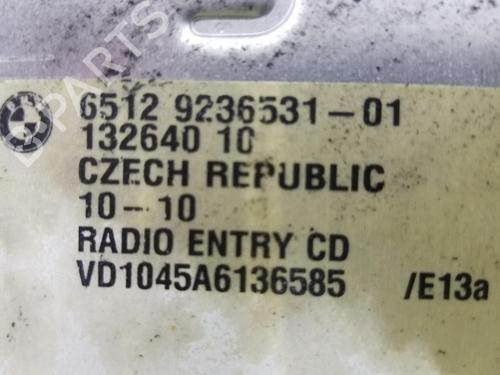 6512 9236531-01
132640 10
CZECH REPUBLIC
10-10
RADIO ENTRY CD
VD1045A6136585 /E13a